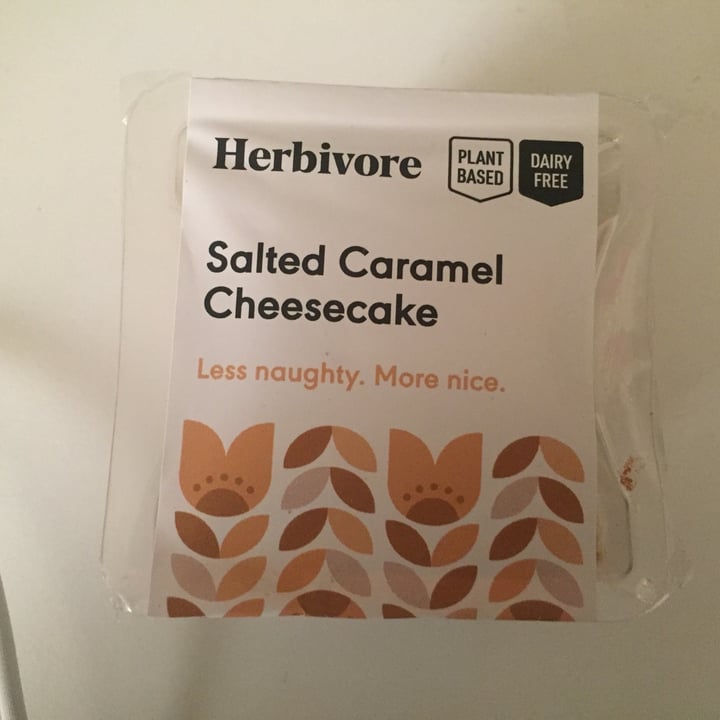 Herbivore
PLANT
BASED
DAIRY
FREE
Salted Caramel
Cheesecake
Less naughty. More nice.